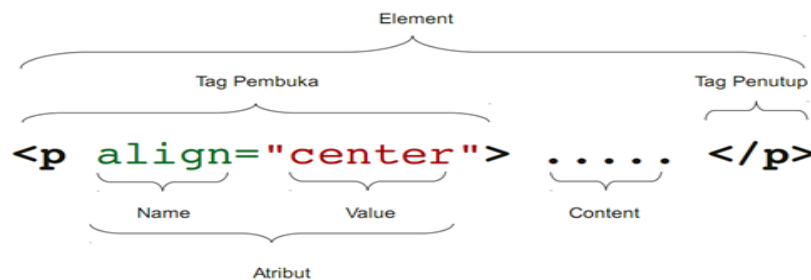 Element
Tag Pembuka Tag Penutup
<p align="center"> ..... </p>
Name Value Content
Atribut